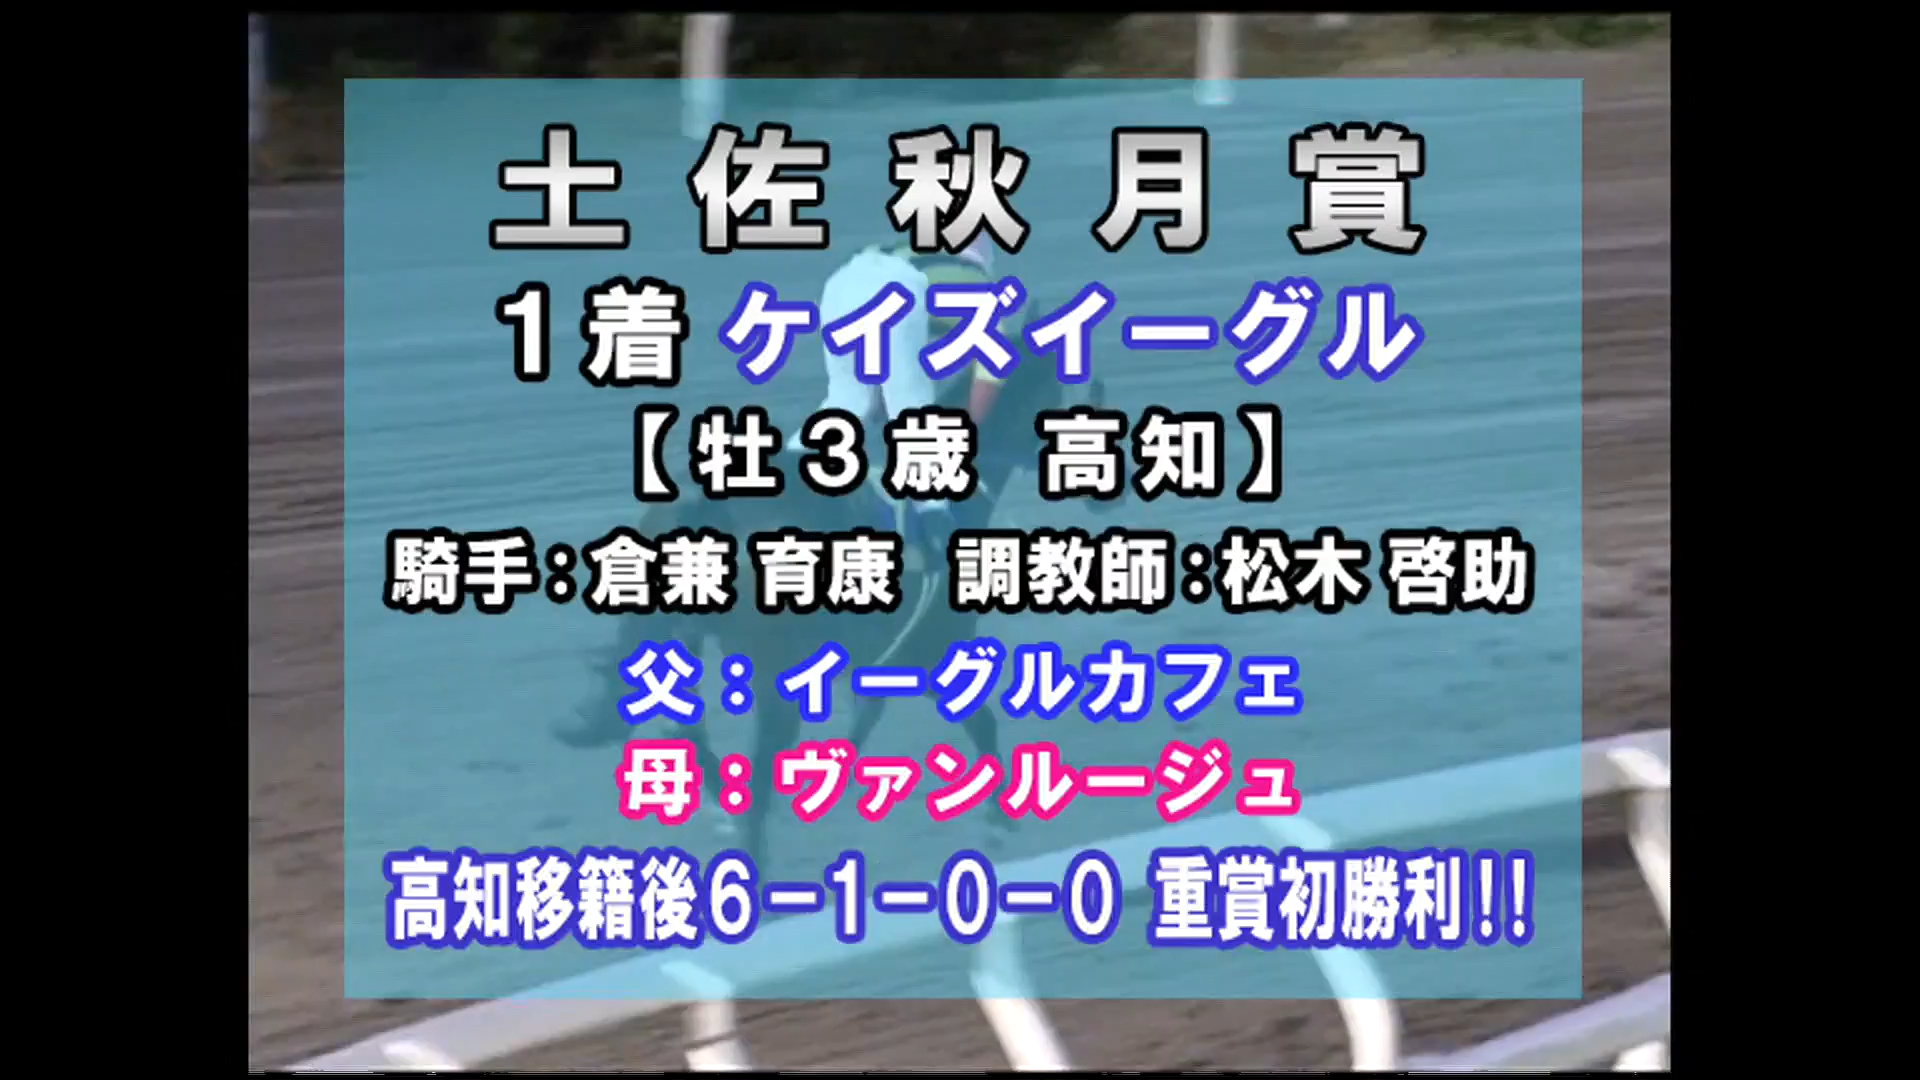 土佐秋月賞
1着 ケイズイーグル
【牡3歳 高知】
騎手：倉兼 育康 調教師：松木 啓助
父：イーグルカフェ
母：ヴァンルージュ
高知移籍後6－1－0－0 重賞初勝利!!